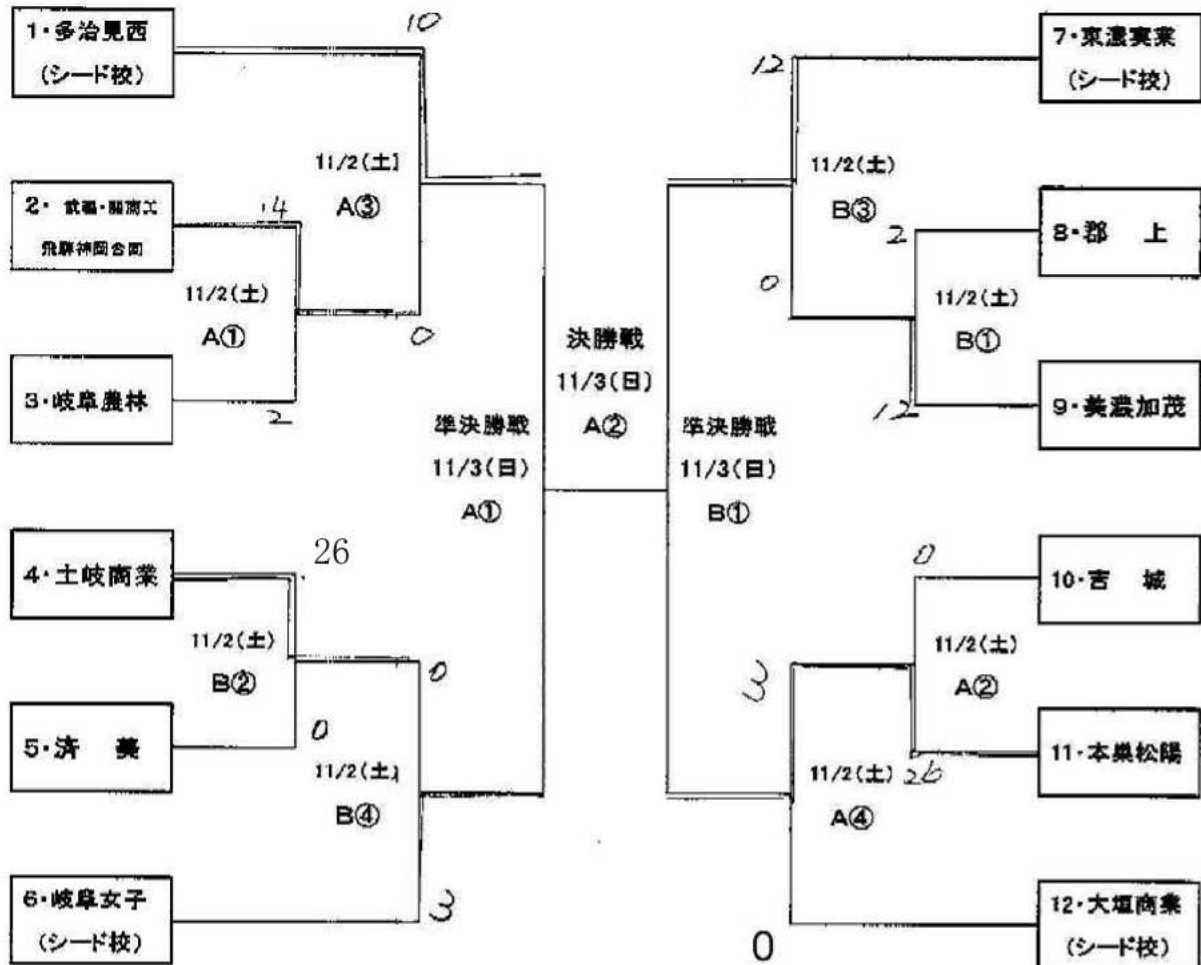 1・多治見西
(シード校)
10
11/2(土)
A③
2・武義・関商工
飛騨神岡合同
14
11/2(土)
A①
0
3・岐阜農林
2
準決勝戦
11/3(日)
A①
4・土岐商業
26
11/2(土)
B②
0
5・済 美
0
11/2(土)
B④
6・岐阜女子
(シード校)
3
決勝戦
11/3(日)
A②
7・東濃実業
(シード校)
12
11/2(土)
B③
2
8・郡 上
0
11/2(土)
B①
9・美濃加茂
12
準決勝戦
11/3(日)
B①
0
10・吉 城
3
11/2(土)
A②
11・本巣松陽
26
11/2(土)
A④
12・大垣商業
(シード校)
0